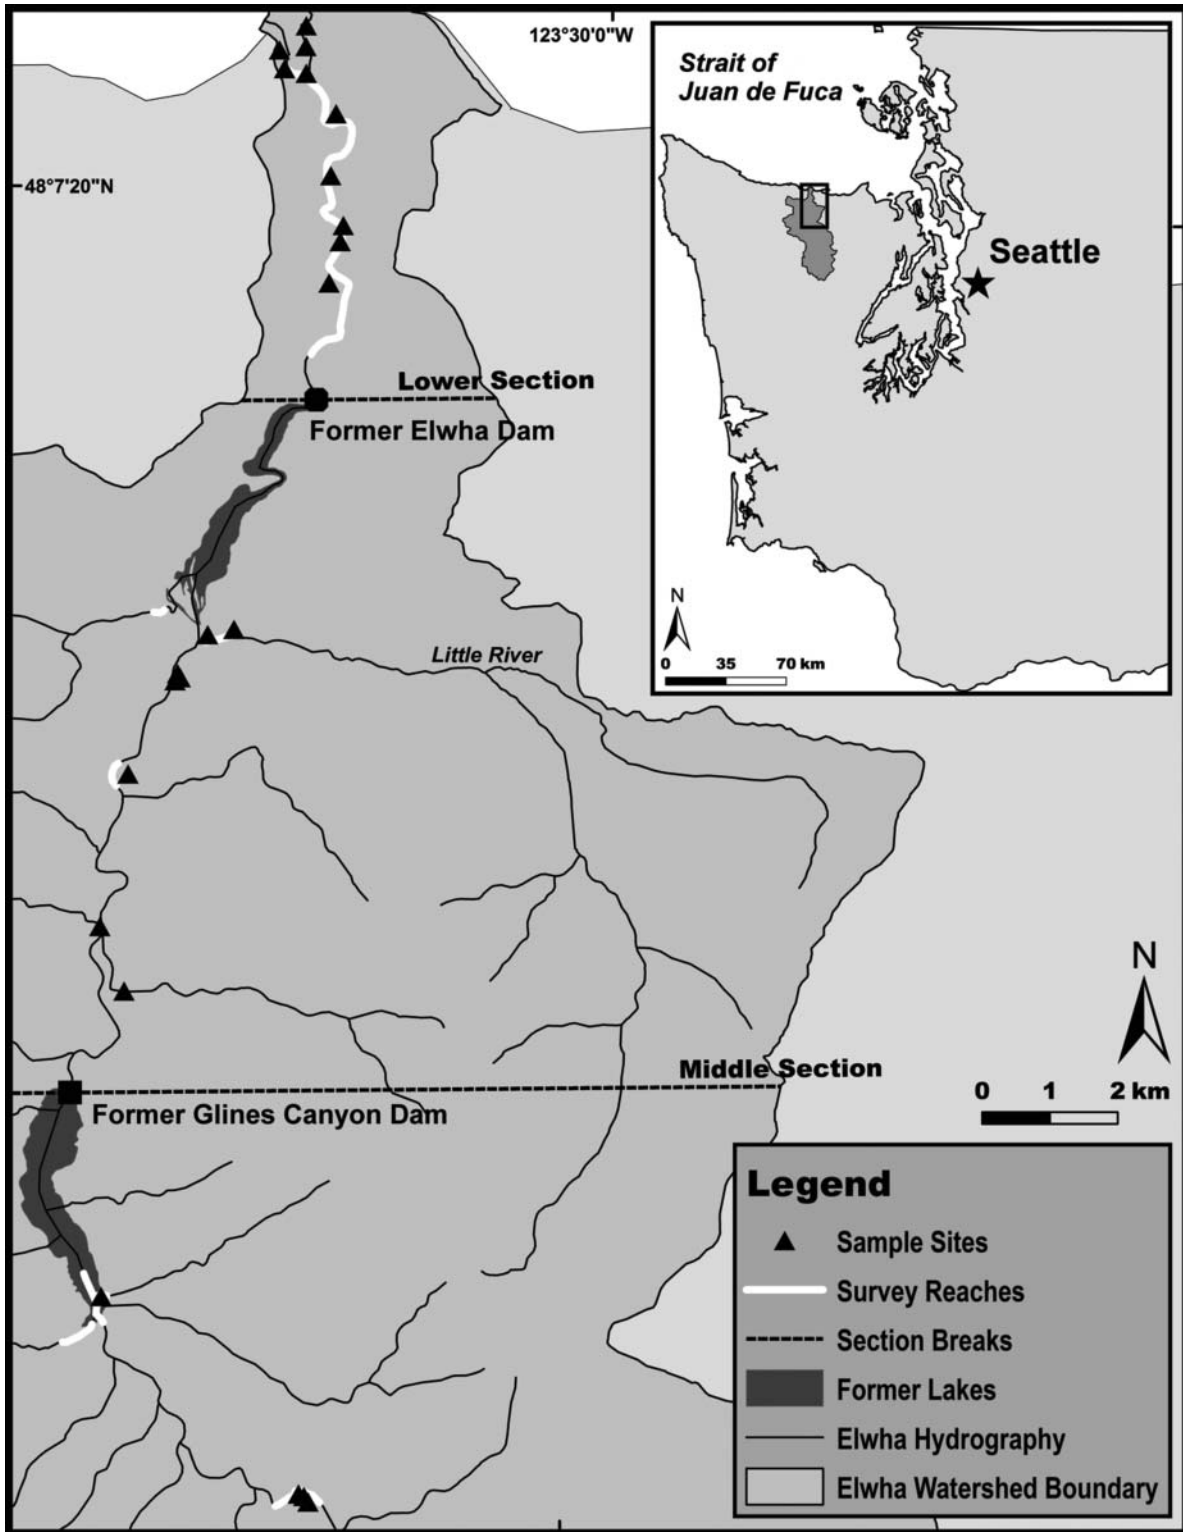 123°30'0"W
Strait of
Juan de Fuca
48°7'20"N
Seattle
Lower Section
Former Elwha Dam
N
0 35 70 km
Little River
N
Middle Section
0 1 2 km
Former Glines Canyon Dam
Legend
Sample Sites
Survey Reaches
Section Breaks
Former Lakes
Elwha Hydrography
Elwha Watershed Boundary